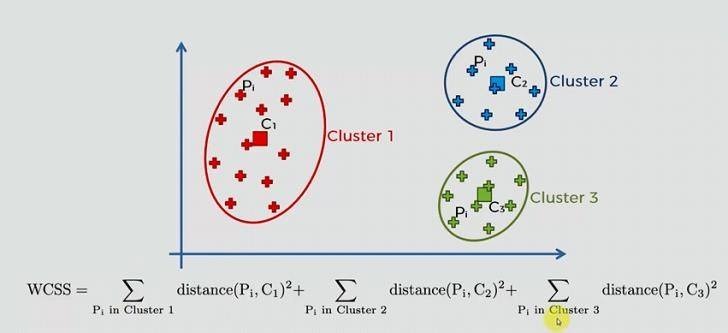 Pᵢ
C₂
Cluster 2
Pᵢ
C₁
Cluster 1
Cluster 3
Pᵢ
C₃
WCSS = ∑ distance(Pᵢ, C₁)² + ∑ distance(Pᵢ, C₂)² + ∑ distance(Pᵢ, C₃)²
Pᵢ in Cluster 1 Pᵢ in Cluster 2 Pᵢ in Cluster 3